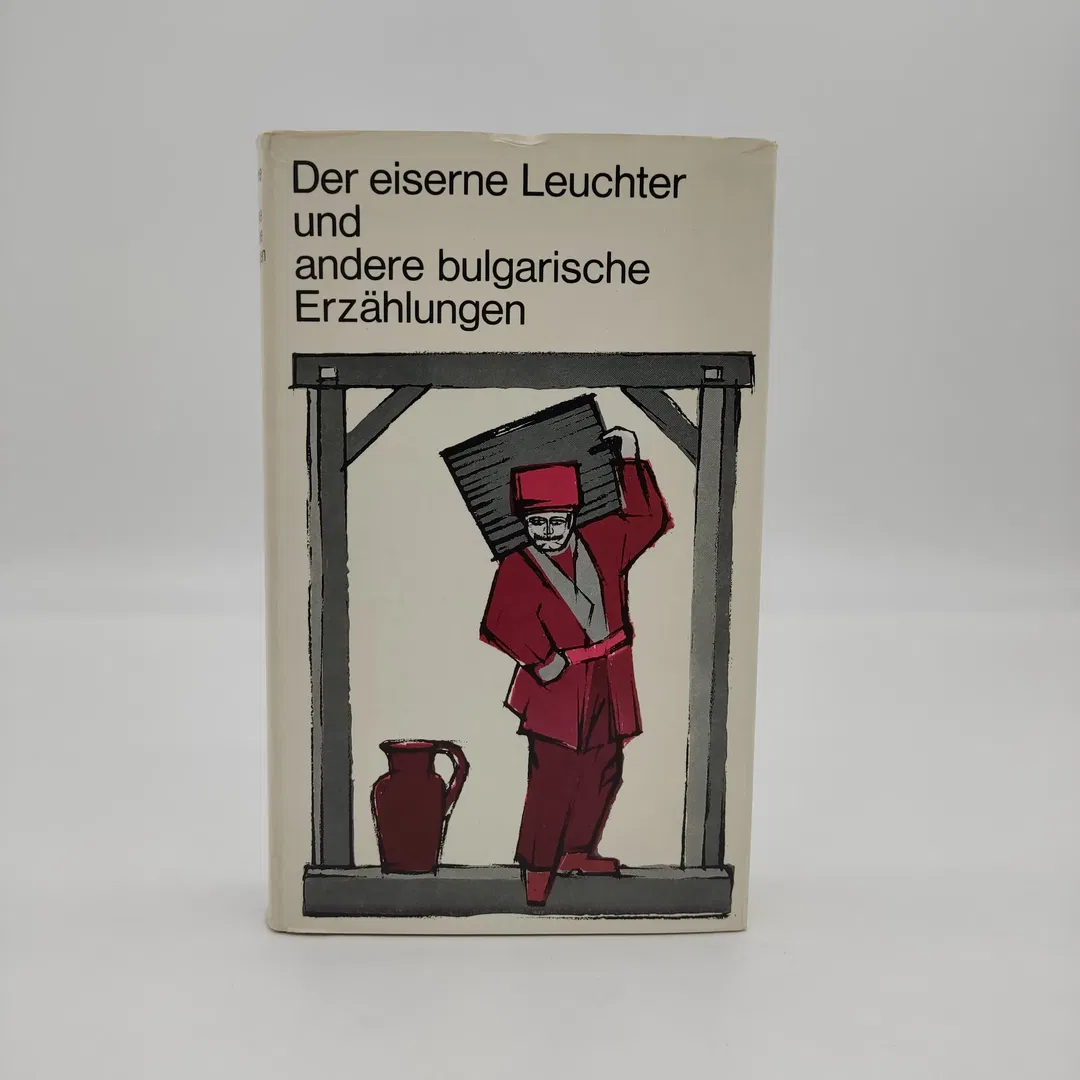 Der eiserne Leuchter
und
andere bulgarische
Erzählungen